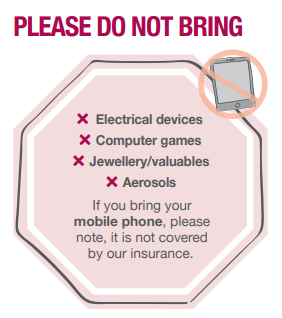 PLEASE DO NOT BRING
✕ Electrical devices
✕ Computer games
✕ Jewellery/valuables
✕ Aerosols
If you bring your
mobile phone, please
note, it is not covered
by our insurance.